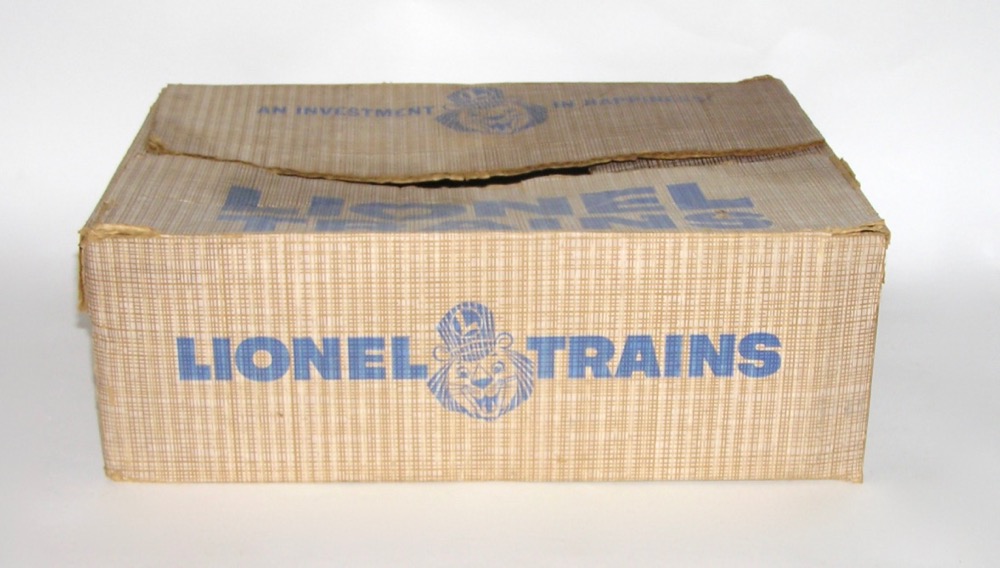 AN INVESTMENT IN HAPPINESS!
LIONEL
TRAINS
LIONEL TRAINS
L